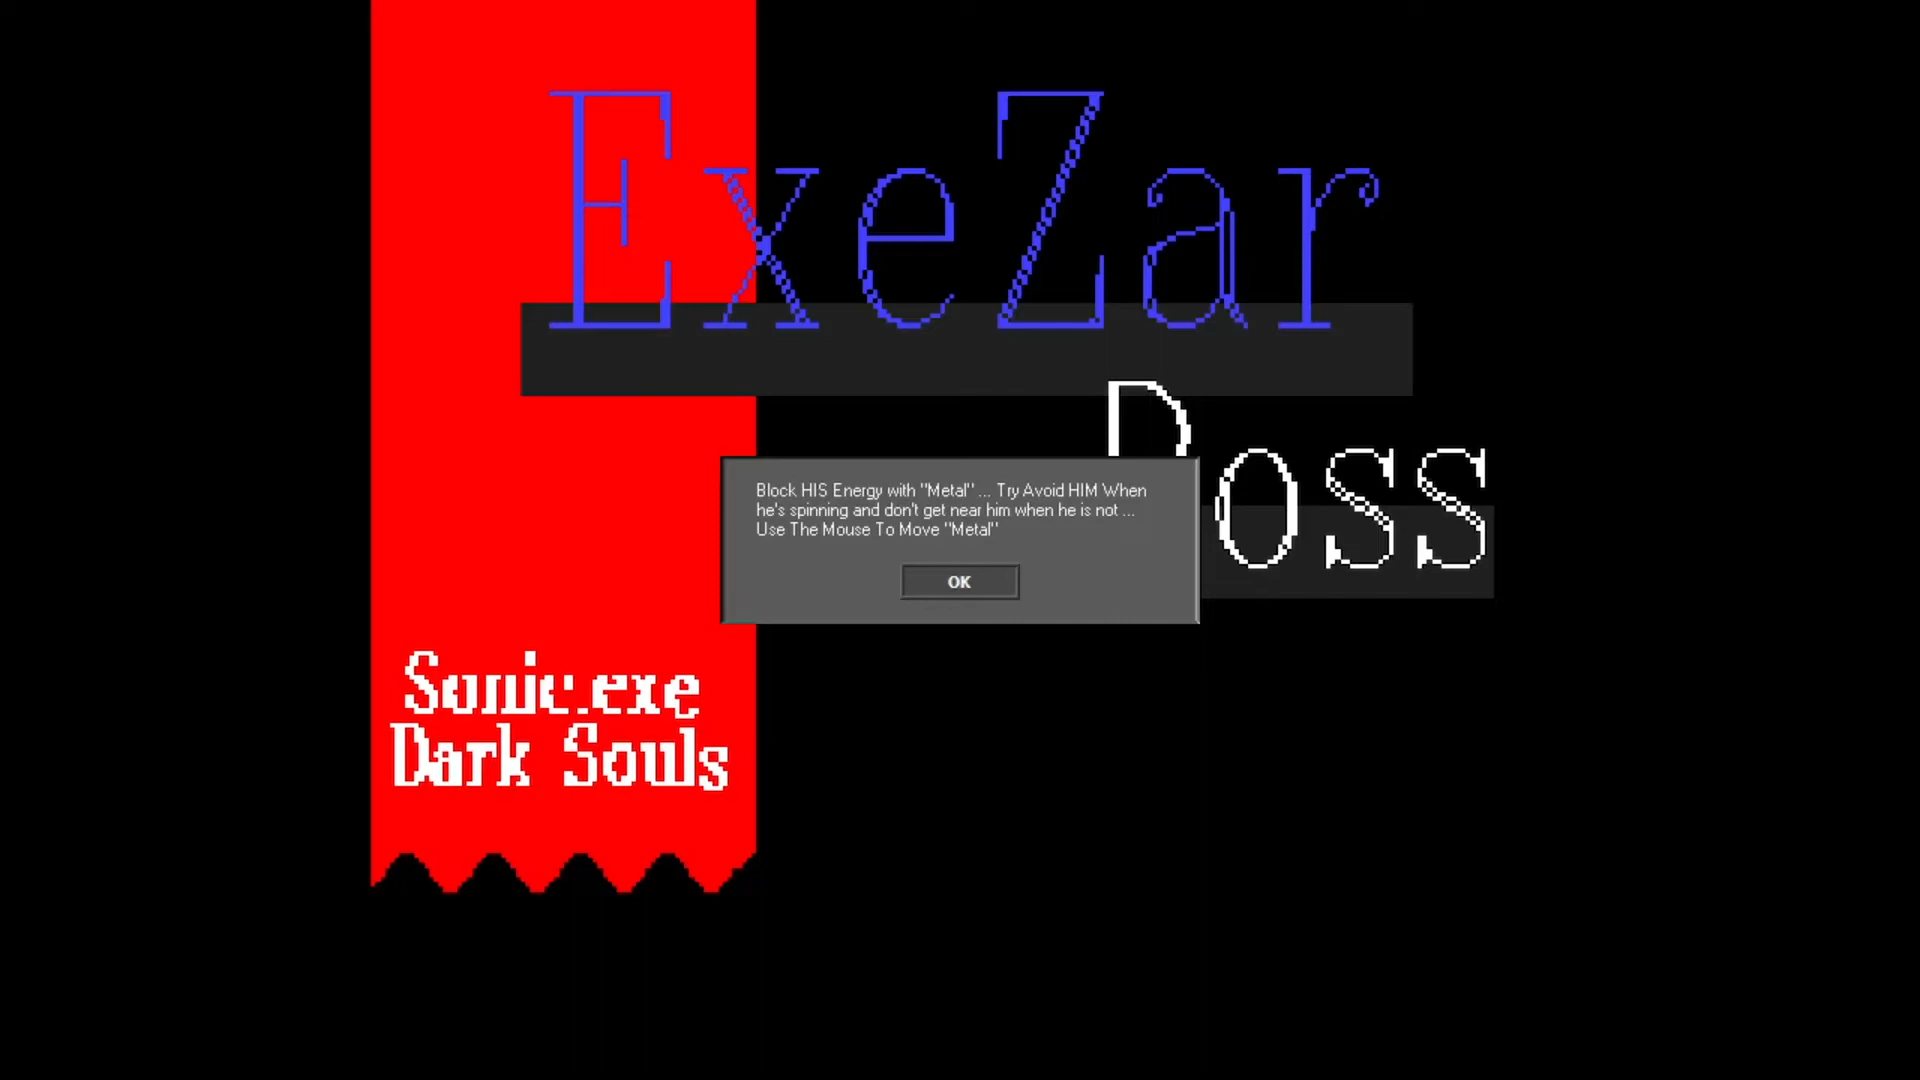 ExeZar
Boss
Block HIS Energy with "Metal" ... Try Avoid HIM When
he's spinning and don't get near him when he is not ...
Use The Mouse To Move "Metal"
OK
Sonic.exe
Dark Souls